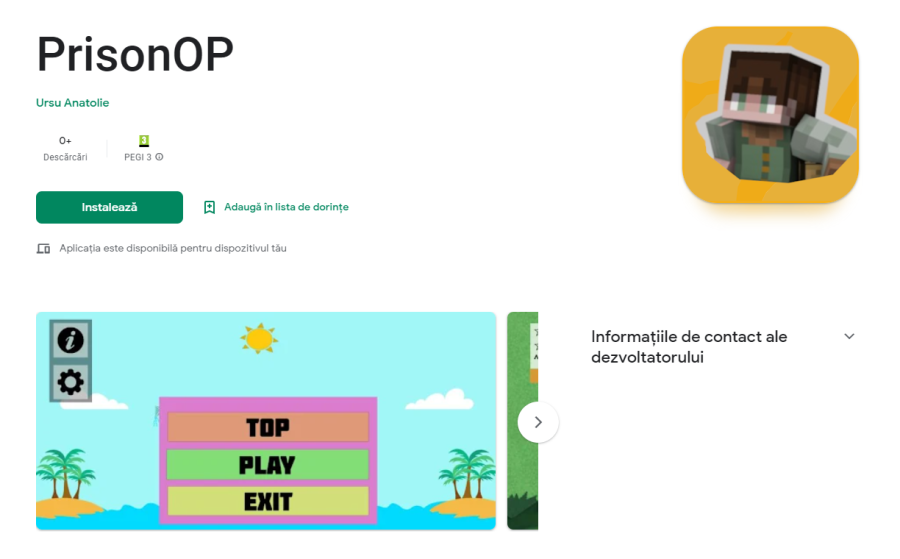 PrisonOP
Ursu Anatolie
0+
Descărcări
3
PEGI 3
Instalează
Adaugă în lista de dorințe
Aplicația este disponibilă pentru dispozitivul tău
i
TOP
PLAY
EXIT
Informațiile de contact ale
dezvoltatorului